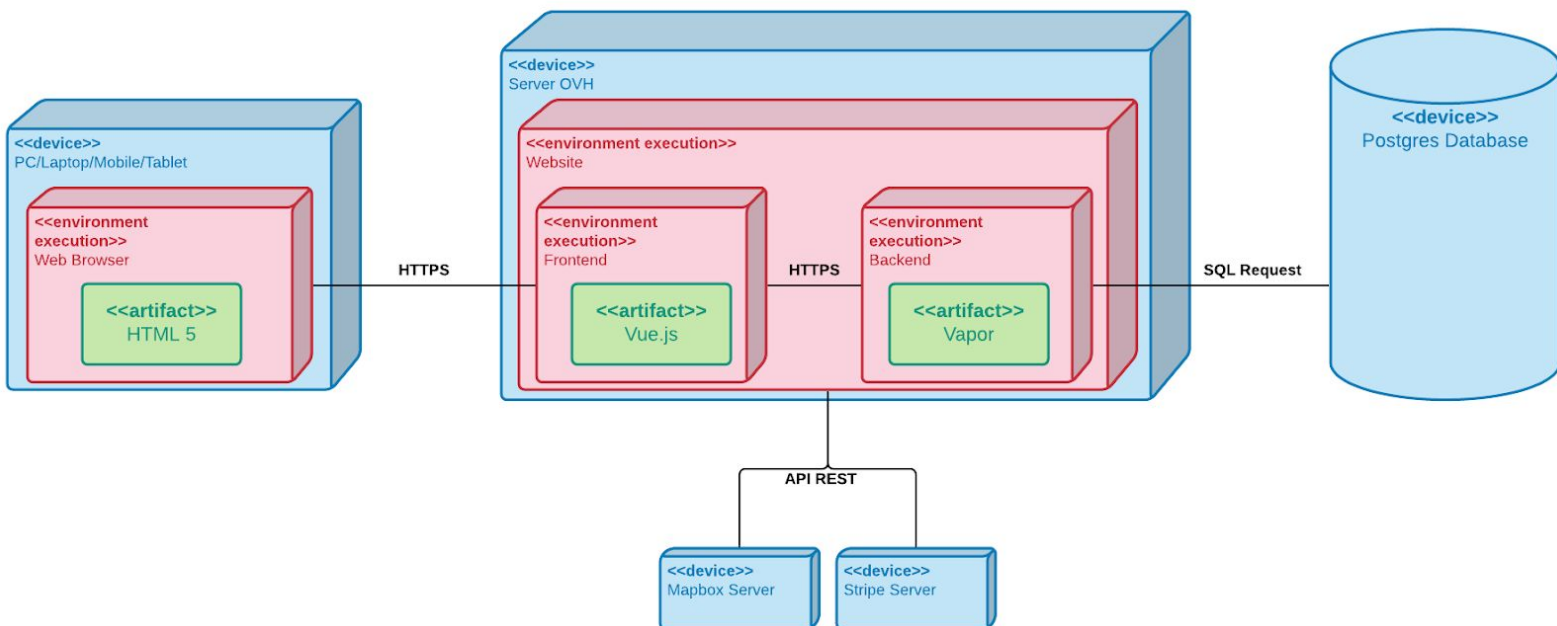 <<device>>
PC/Laptop/Mobile/Tablet
<<environment
execution>>
Web Browser
<<artifact>>
HTML 5
HTTPS
<<device>>
Server OVH
<<environment execution>>
Website
<<environment
execution>>
Frontend
<<artifact>>
Vue.js
HTTPS
<<environment
execution>>
Backend
<<artifact>>
Vapor
SQL Request
<<device>>
Postgres Database
API REST
<<device>>
Mapbox Server
<<device>>
Stripe Server